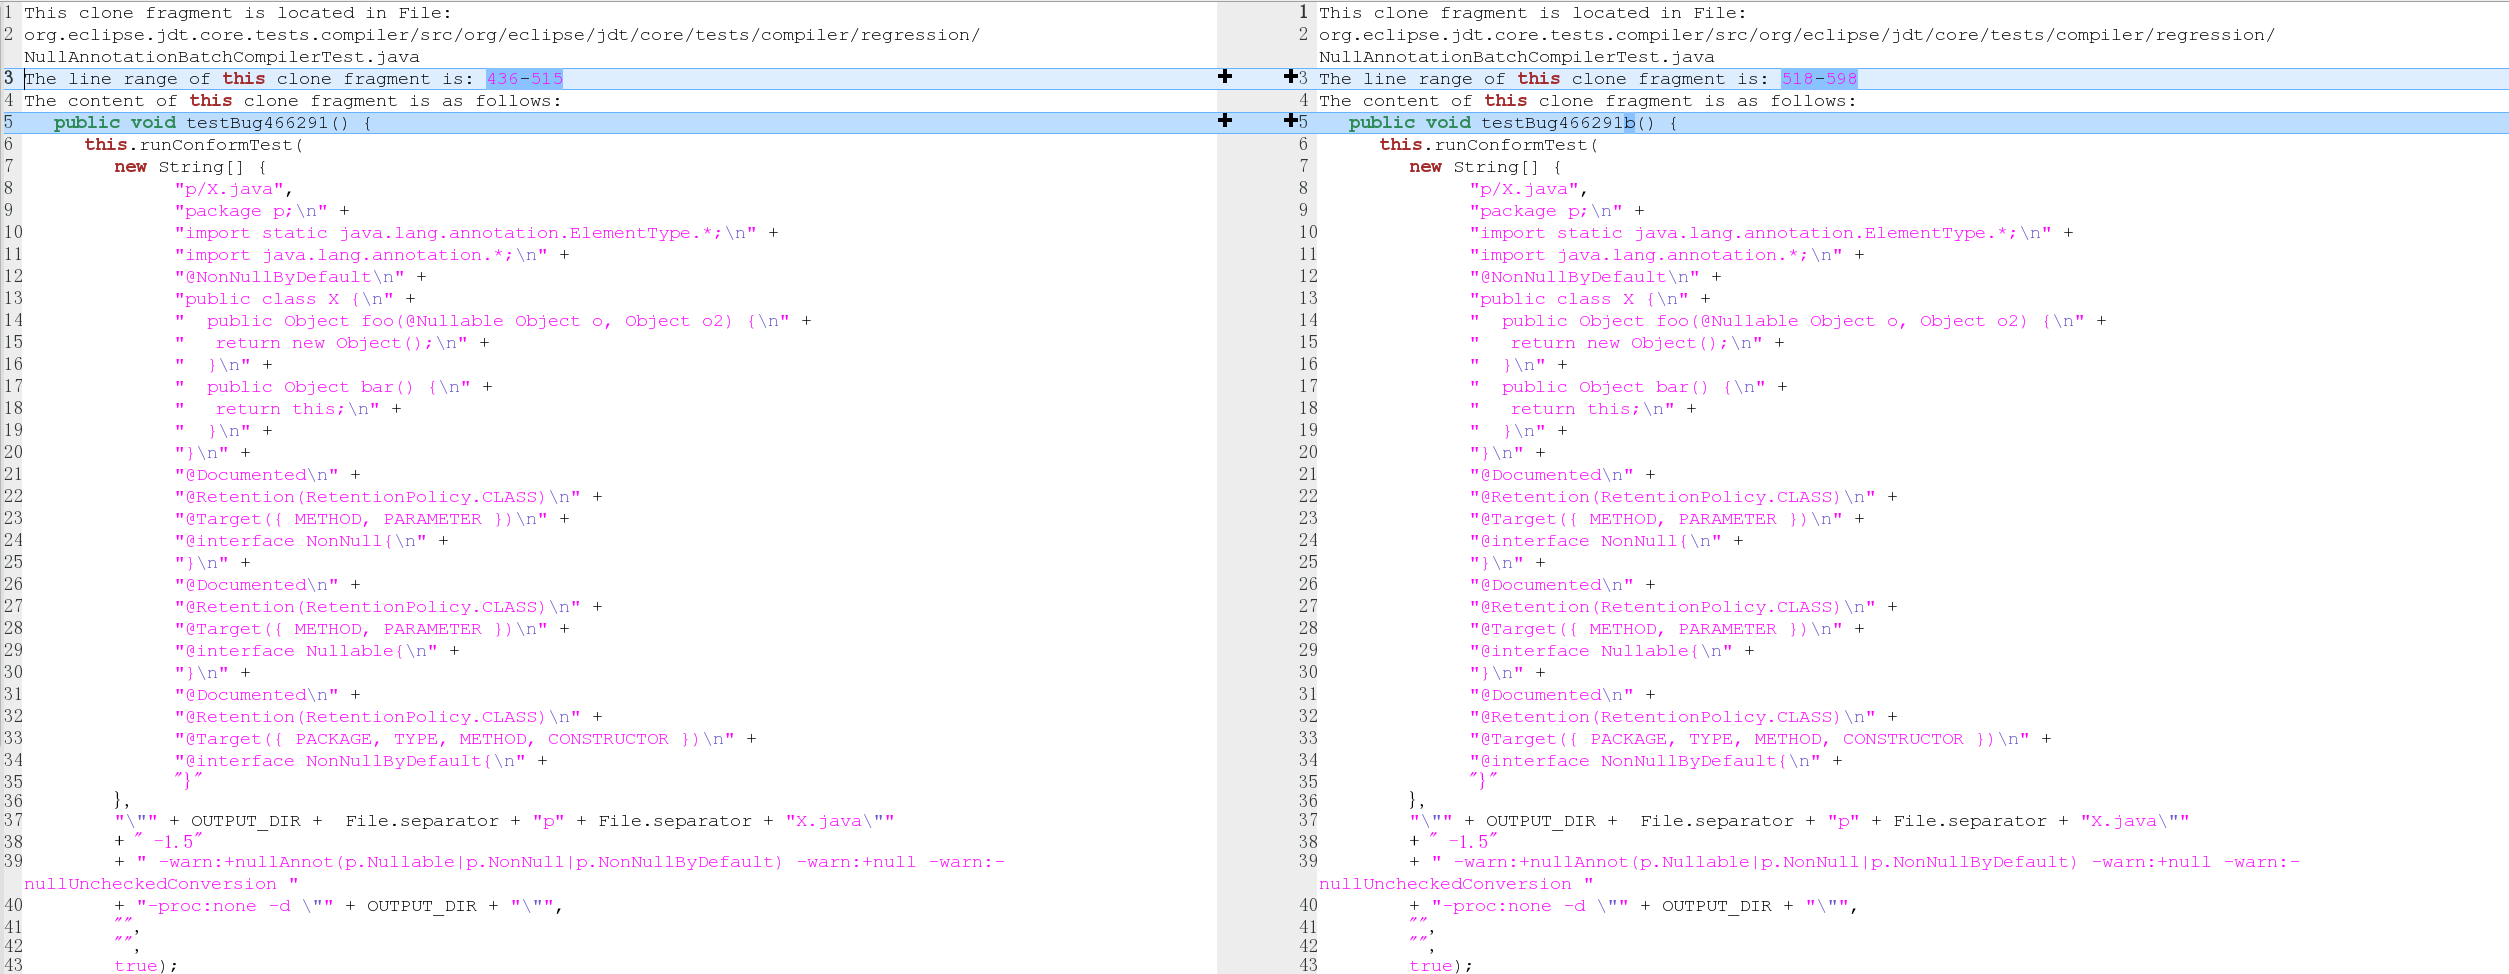 1 This clone fragment is located in File:
2 org.eclipse.jdt.core.tests.compiler/src/org/eclipse/jdt/core/tests/compiler/regression/
NullAnnotationBatchCompilerTest.java
3 The line range of this clone fragment is: 436-515
4 The content of this clone fragment is as follows:
5 public void testBug466291() {
6 this.runConformTest(
7 new String[] {
8 "p/X.java",
9 "package p;\n" +
10 "import static java.lang.annotation.ElementType.*;\n" +
11 "import java.lang.annotation.*;\n" +
12 "@NonNullByDefault\n" +
13 "public class X {\n" +
14 "  public Object foo(@Nullable Object o, Object o2) {\n" +
15 "   return new Object();\n" +
16 "  }\n" +
17 "  public Object bar() {\n" +
18 "   return this;\n" +
19 "  }\n" +
20 "}\n" +
21 "@Documented\n" +
22 "@Retention(RetentionPolicy.CLASS)\n" +
23 "@Target({ METHOD, PARAMETER })\n" +
24 "@interface NonNull{\n" +
25 "}\n" +
26 "@Documented\n" +
27 "@Retention(RetentionPolicy.CLASS)\n" +
28 "@Target({ METHOD, PARAMETER })\n" +
29 "@interface Nullable{\n" +
30 "}\n" +
31 "@Documented\n" +
32 "@Retention(RetentionPolicy.CLASS)\n" +
33 "@Target({ PACKAGE, TYPE, METHOD, CONSTRUCTOR })\n" +
34 "@interface NonNullByDefault{\n" +
35 "}"
36 },
37 "\"" + OUTPUT_DIR +  File.separator + "p" + File.separator + "X.java\""
38 + " -1.5"
39 + " -warn:+nullAnnot(p.Nullable|p.NonNull|p.NonNullByDefault) -warn:+null -warn:-
nullUncheckedConversion "
40 + "-proc:none -d \"" + OUTPUT_DIR + "\"",
41 "",
42 "",
43 true);
1 This clone fragment is located in File:
2 org.eclipse.jdt.core.tests.compiler/src/org/eclipse/jdt/core/tests/compiler/regression/
NullAnnotationBatchCompilerTest.java
3 The line range of this clone fragment is: 518-598
4 The content of this clone fragment is as follows:
5 public void testBug466291b() {
6 this.runConformTest(
7 new String[] {
8 "p/X.java",
9 "package p;\n" +
10 "import static java.lang.annotation.ElementType.*;\n" +
11 "import java.lang.annotation.*;\n" +
12 "@NonNullByDefault\n" +
13 "public class X {\n" +
14 "  public Object foo(@Nullable Object o, Object o2) {\n" +
15 "   return new Object();\n" +
16 "  }\n" +
17 "  public Object bar() {\n" +
18 "   return this;\n" +
19 "  }\n" +
20 "}\n" +
21 "@Documented\n" +
22 "@Retention(RetentionPolicy.CLASS)\n" +
23 "@Target({ METHOD, PARAMETER })\n" +
24 "@interface NonNull{\n" +
25 "}\n" +
26 "@Documented\n" +
27 "@Retention(RetentionPolicy.CLASS)\n" +
28 "@Target({ METHOD, PARAMETER })\n" +
29 "@interface Nullable{\n" +
30 "}\n" +
31 "@Documented\n" +
32 "@Retention(RetentionPolicy.CLASS)\n" +
33 "@Target({ PACKAGE, TYPE, METHOD, CONSTRUCTOR })\n" +
34 "@interface NonNullByDefault{\n" +
35 "}"
36 },
37 "\"" + OUTPUT_DIR +  File.separator + "p" + File.separator + "X.java\""
38 + " -1.5"
39 + " -warn:+nullAnnot(p.Nullable|p.NonNull|p.NonNullByDefault) -warn:+null -warn:-
nullUncheckedConversion "
40 + "-proc:none -d \"" + OUTPUT_DIR + "\"",
41 "",
42 "",
43 true);